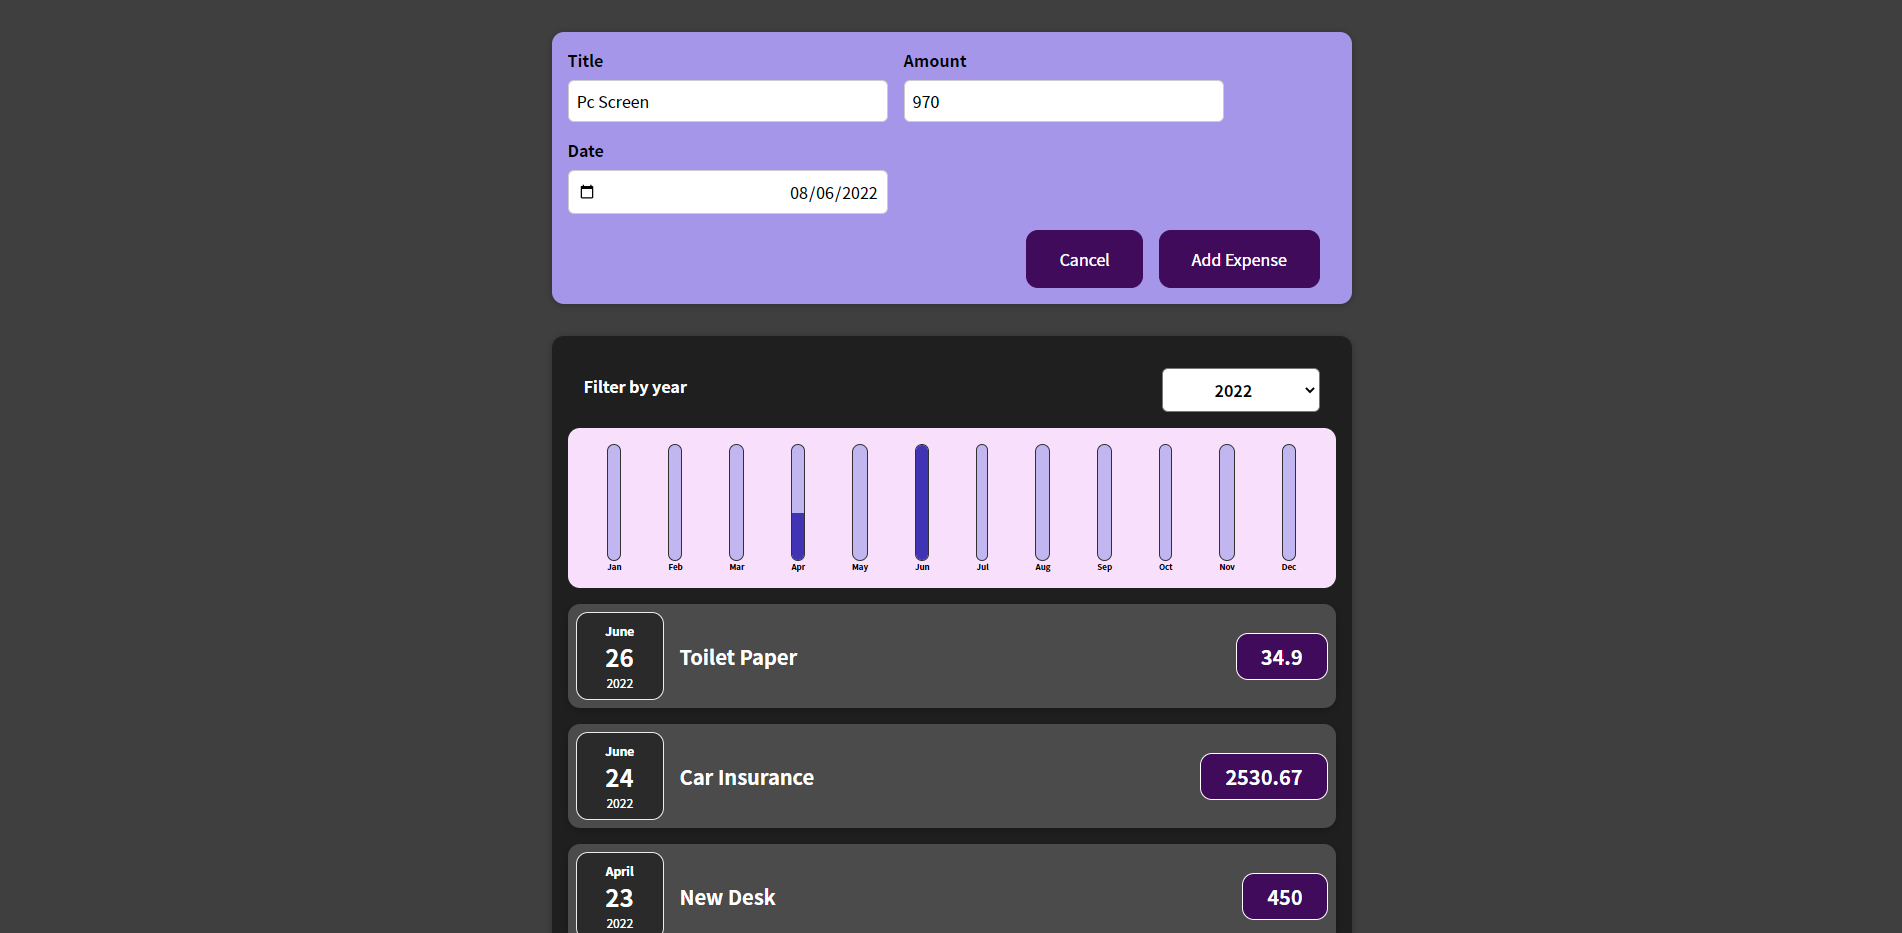 Title
Amount
Pc Screen
970
Date
08/06/2022
Cancel
Add Expense
Filter by year
2022
Jan Feb Mar Apr May Jun Jul Aug Sep Oct Nov Dec
June
26
2022
Toilet Paper
34.9
June
24
2022
Car Insurance
2530.67
April
23
2022
New Desk
450